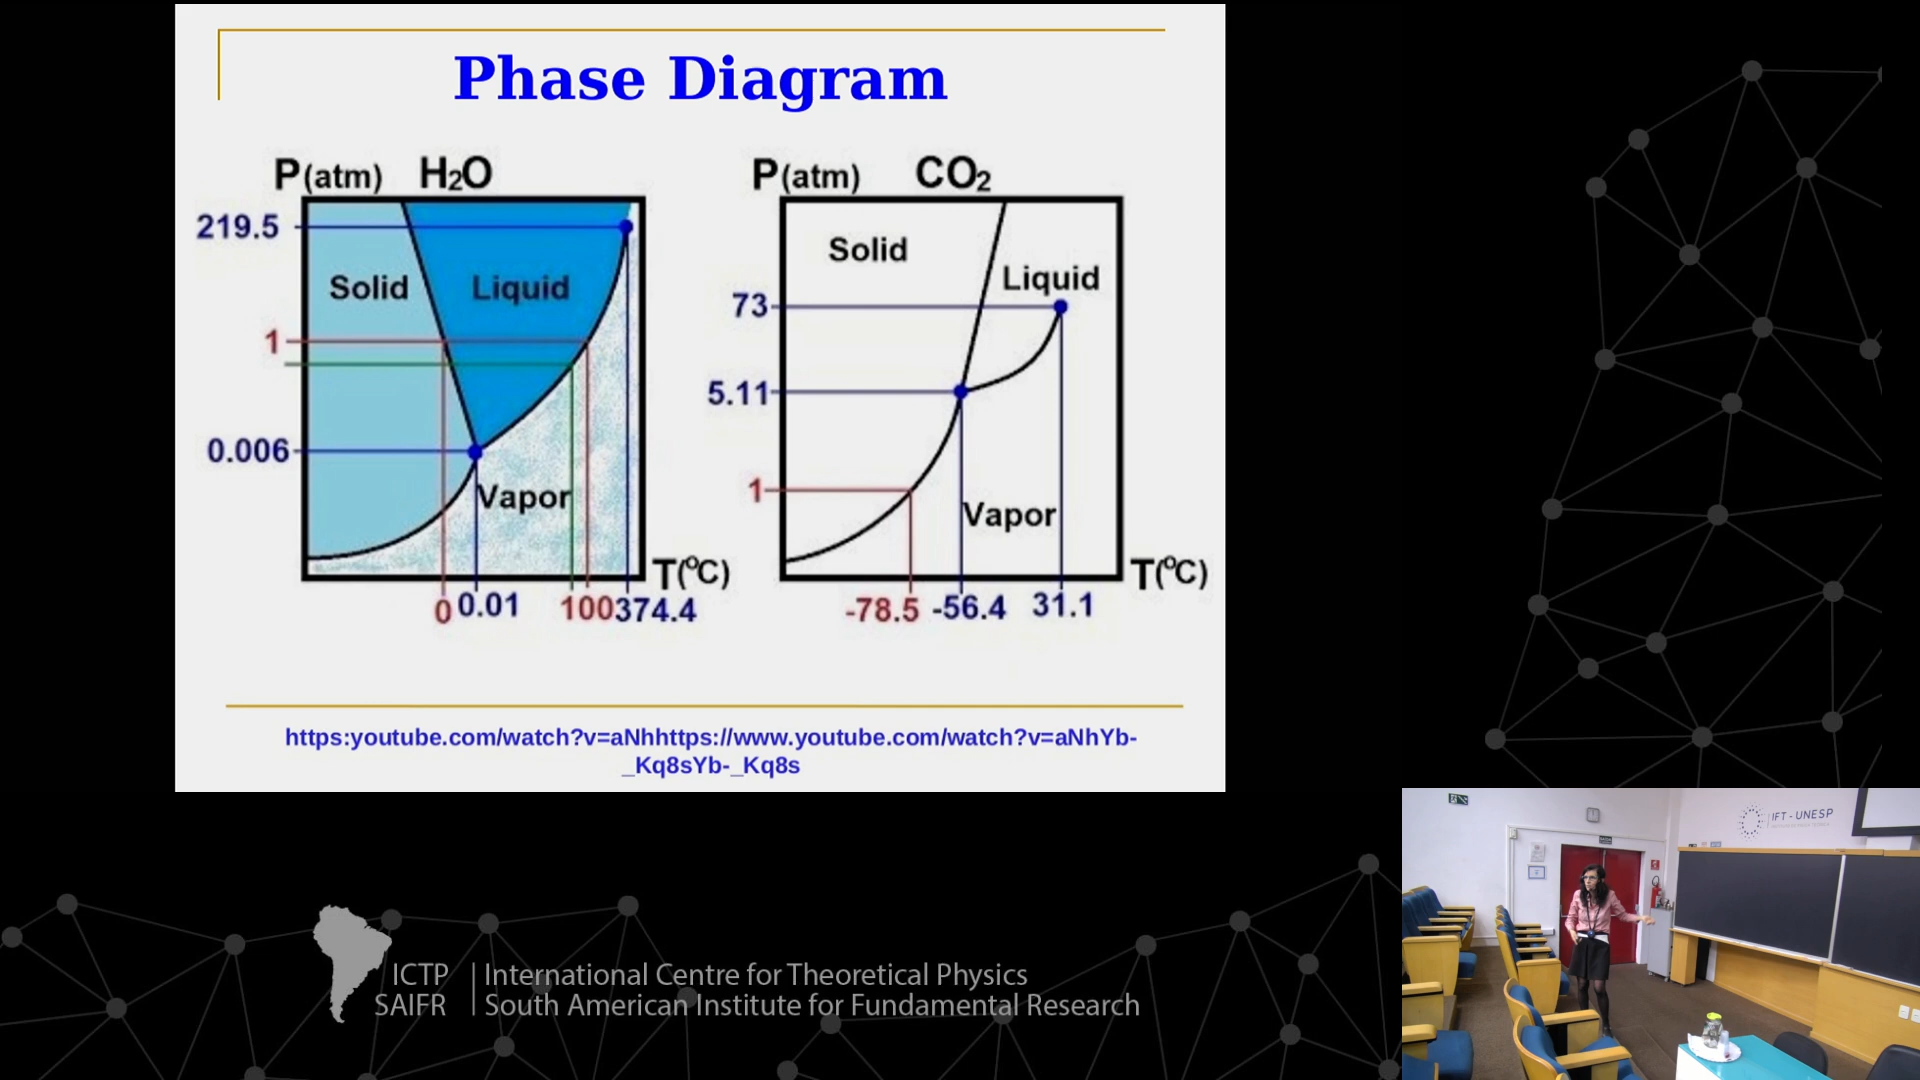 Phase Diagram
P(atm) H₂O
219.5
Solid
Liquid
1
0.006
Vapor
T(ºC)
0 0.01 100 374.4
P(atm) CO₂
Solid
Liquid
73
5.11
1
Vapor
T(ºC)
-78.5 -56.4 31.1
https:youtube.com/watch?v=aNhhttps://www.youtube.com/watch?v=aNhYb-
_Kq8sYb-_Kq8s
IFT - UNESP
ICTP | International Centre for Theoretical Physics
SAIFR | South American Institute for Fundamental Research